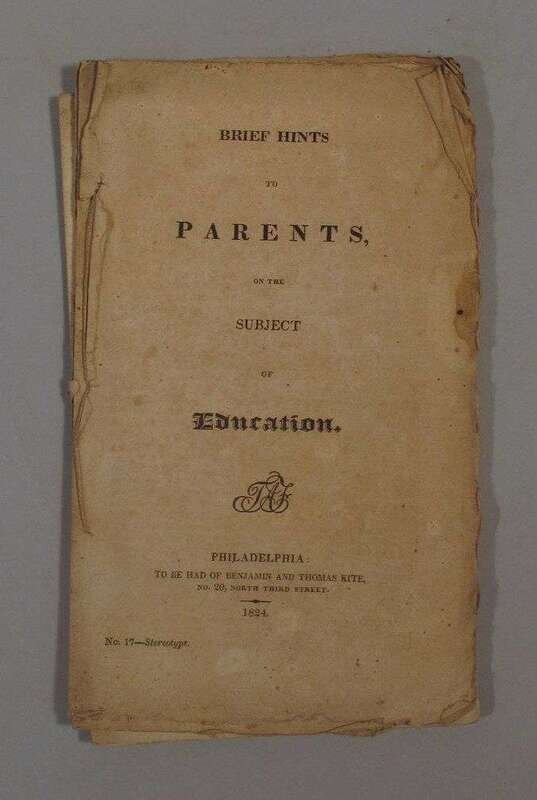 BRIEF HINTS
TO
PARENTS,
ON THE
SUBJECT
OF
Education.
TAF
PHILADELPHIA:
TO BE HAD OF BENJAMIN AND THOMAS KITE,
NO. 20, NORTH THIRD STREET.
1824.
No. 17—Stereotype.